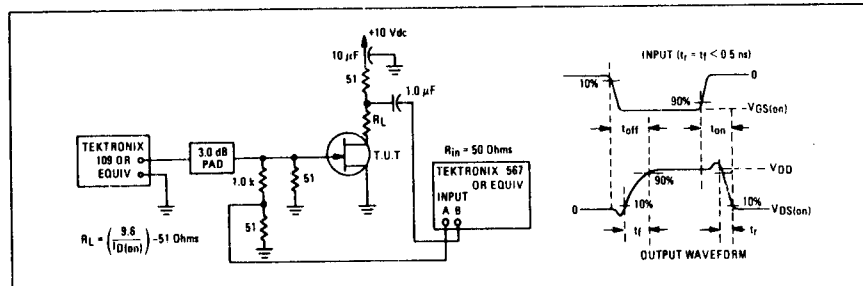 +10 Vdc
10 μF
51
1.0 μF
RL
TEKTRONIX
109 OR
EQUIV
3.0 dB
PAD
1.0 k
51
T.U.T
51
RL = (9.6 / ID(on)) -51 Ohms
Rin = 50 Ohms
TEKTRONIX 567
OR EQUIV
INPUT
A B
INPUT (tr = tf < 0.5 ns)
0
10%
90%
VGS(on)
toff
ton
VDD
90%
10%
10%
0
VDS(on)
tf
tr
OUTPUT WAVEFORM